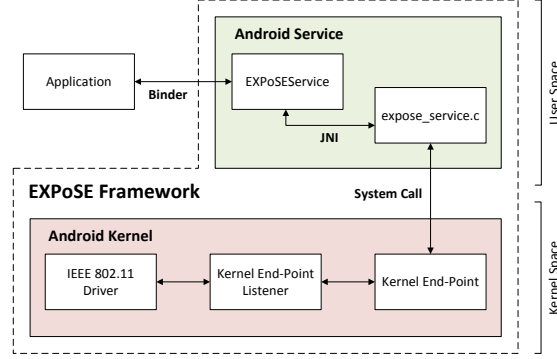 Android Service
Application
Binder
EXPoSEService
expose_service.c
JNI
User Space
EXPoSE Framework
System Call
Android Kernel
IEEE 802.11
Driver
Kernel End-Point
Listener
Kernel End-Point
Kernel Space